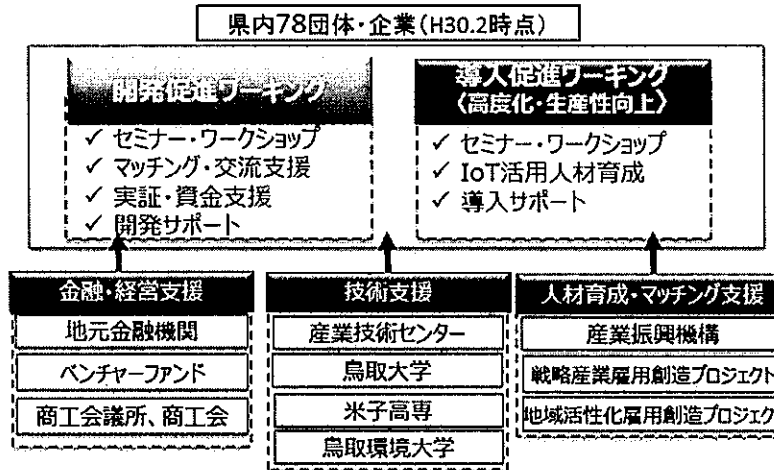 県内78団体・企業(H30.2時点)
開発促進ワーキング
✓ セミナー・ワークショップ
✓ マッチング・交流支援
✓ 実証・資金支援
✓ 開発サポート
導入促進ワーキング
〈高度化・生産性向上〉
✓ セミナー・ワークショップ
✓ IoT活用人材育成
✓ 導入サポート
金融・経営支援
地元金融機関
ベンチャーファンド
商工会議所、商工会
技術支援
産業技術センター
鳥取大学
米子高専
鳥取環境大学
人材育成・マッチング支援
産業振興機構
戦略産業雇用創造プロジェクト
地域活性化雇用創造プロジェク